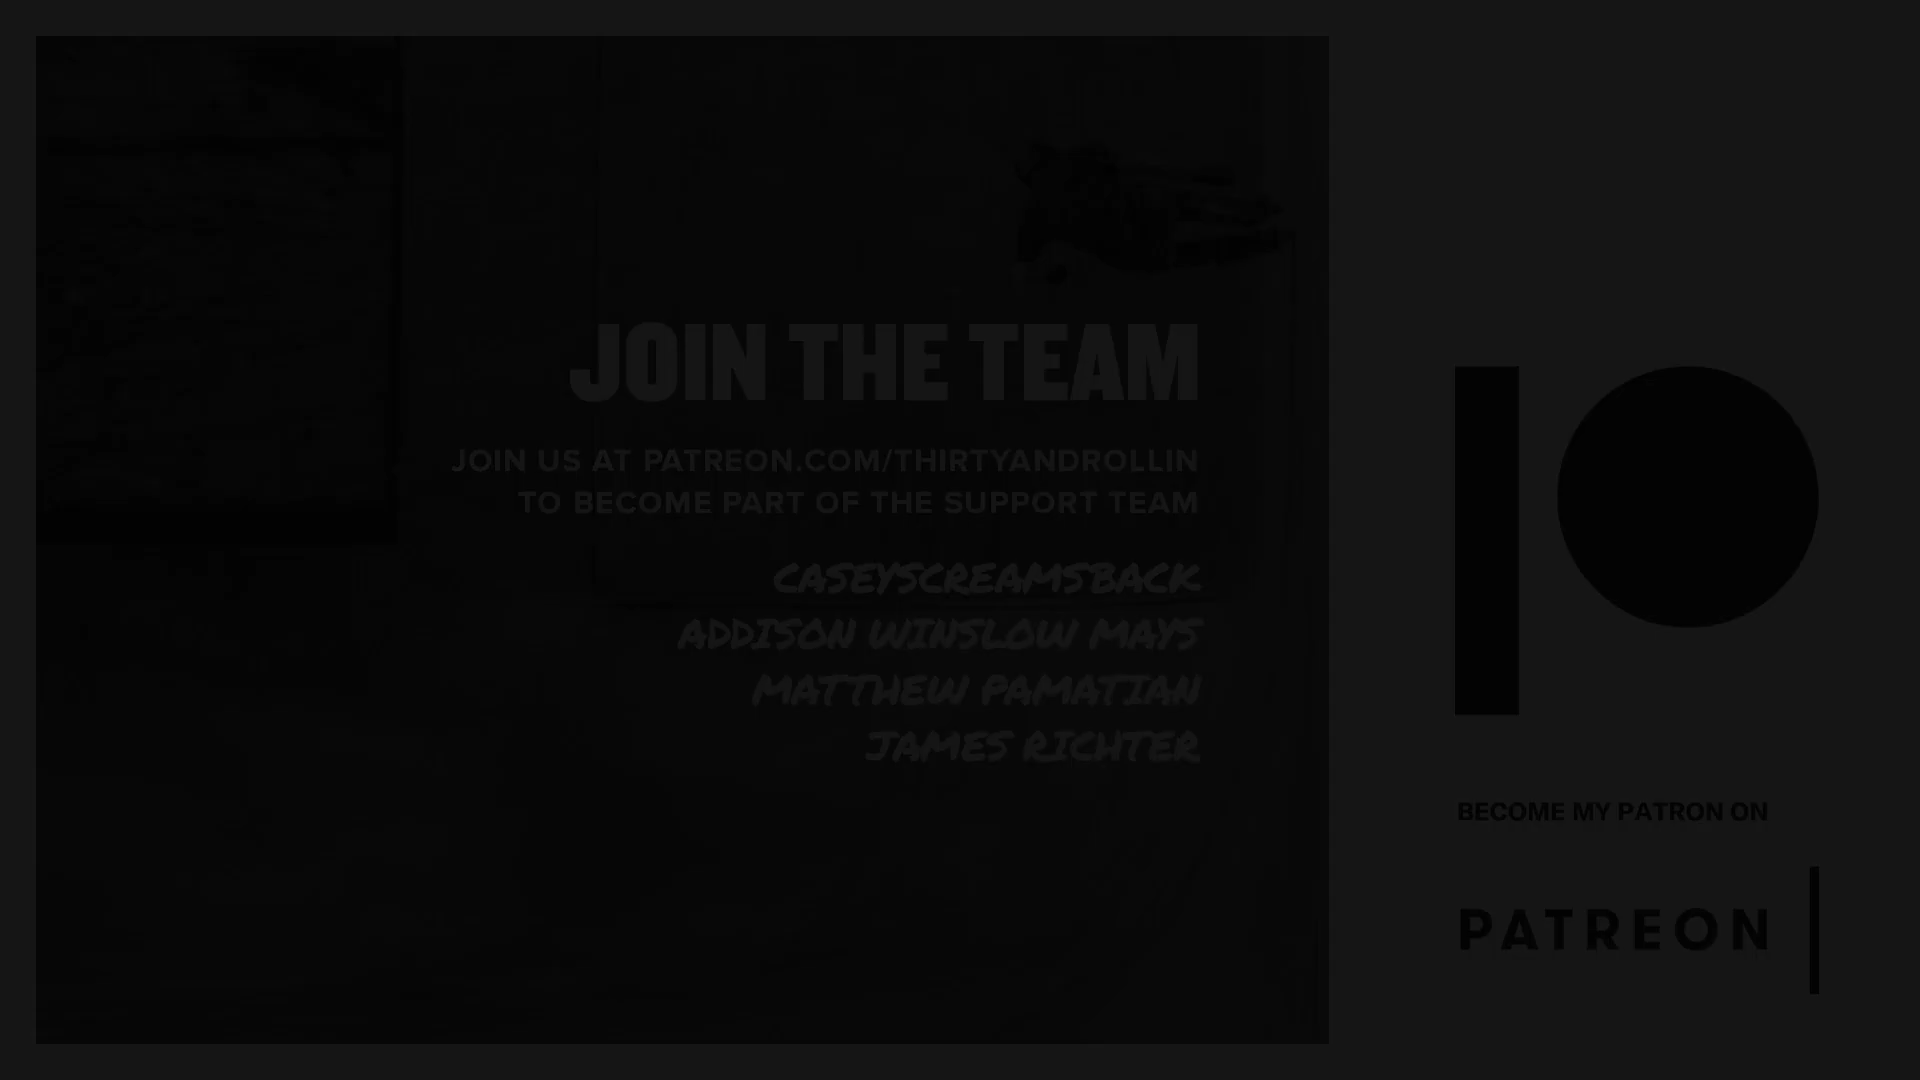 JOIN THE TEAM
JOIN US AT PATREON.COM/THIRTYANDROLLIN
TO BECOME PART OF THE SUPPORT TEAM
CASEYSCREAMSBACK
ADDISON WINSLOW MAYS
MATTHEW PAMATIAN
JAMES RICHTER
BECOME MY PATRON ON
PATREON